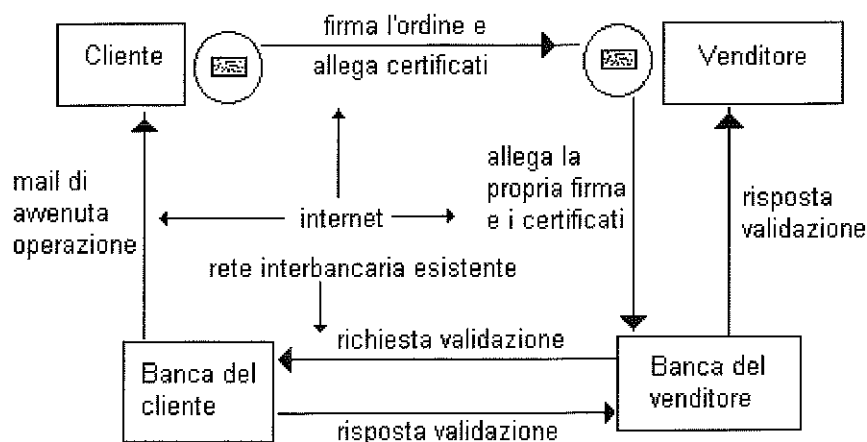 Cliente
firma l'ordine e
allega certificati
Venditore
mail di
avvenuta
operazione
internet
allega la
propria firma
e i certificati
risposta
validazione
rete interbancaria esistente
richiesta validazione
Banca del
cliente
Banca del
venditore
risposta validazione